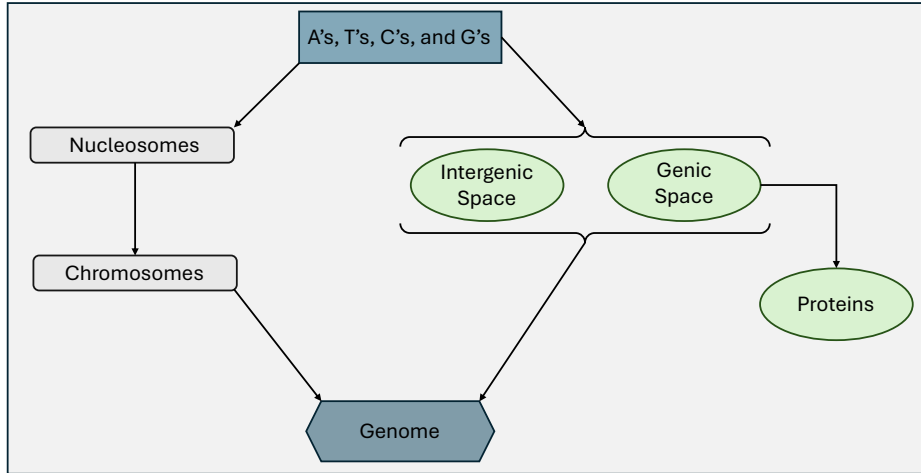 A’s, T’s, C’s, and G’s
Nucleosomes
Intergenic
Space
Genic
Space
Chromosomes
Proteins
Genome